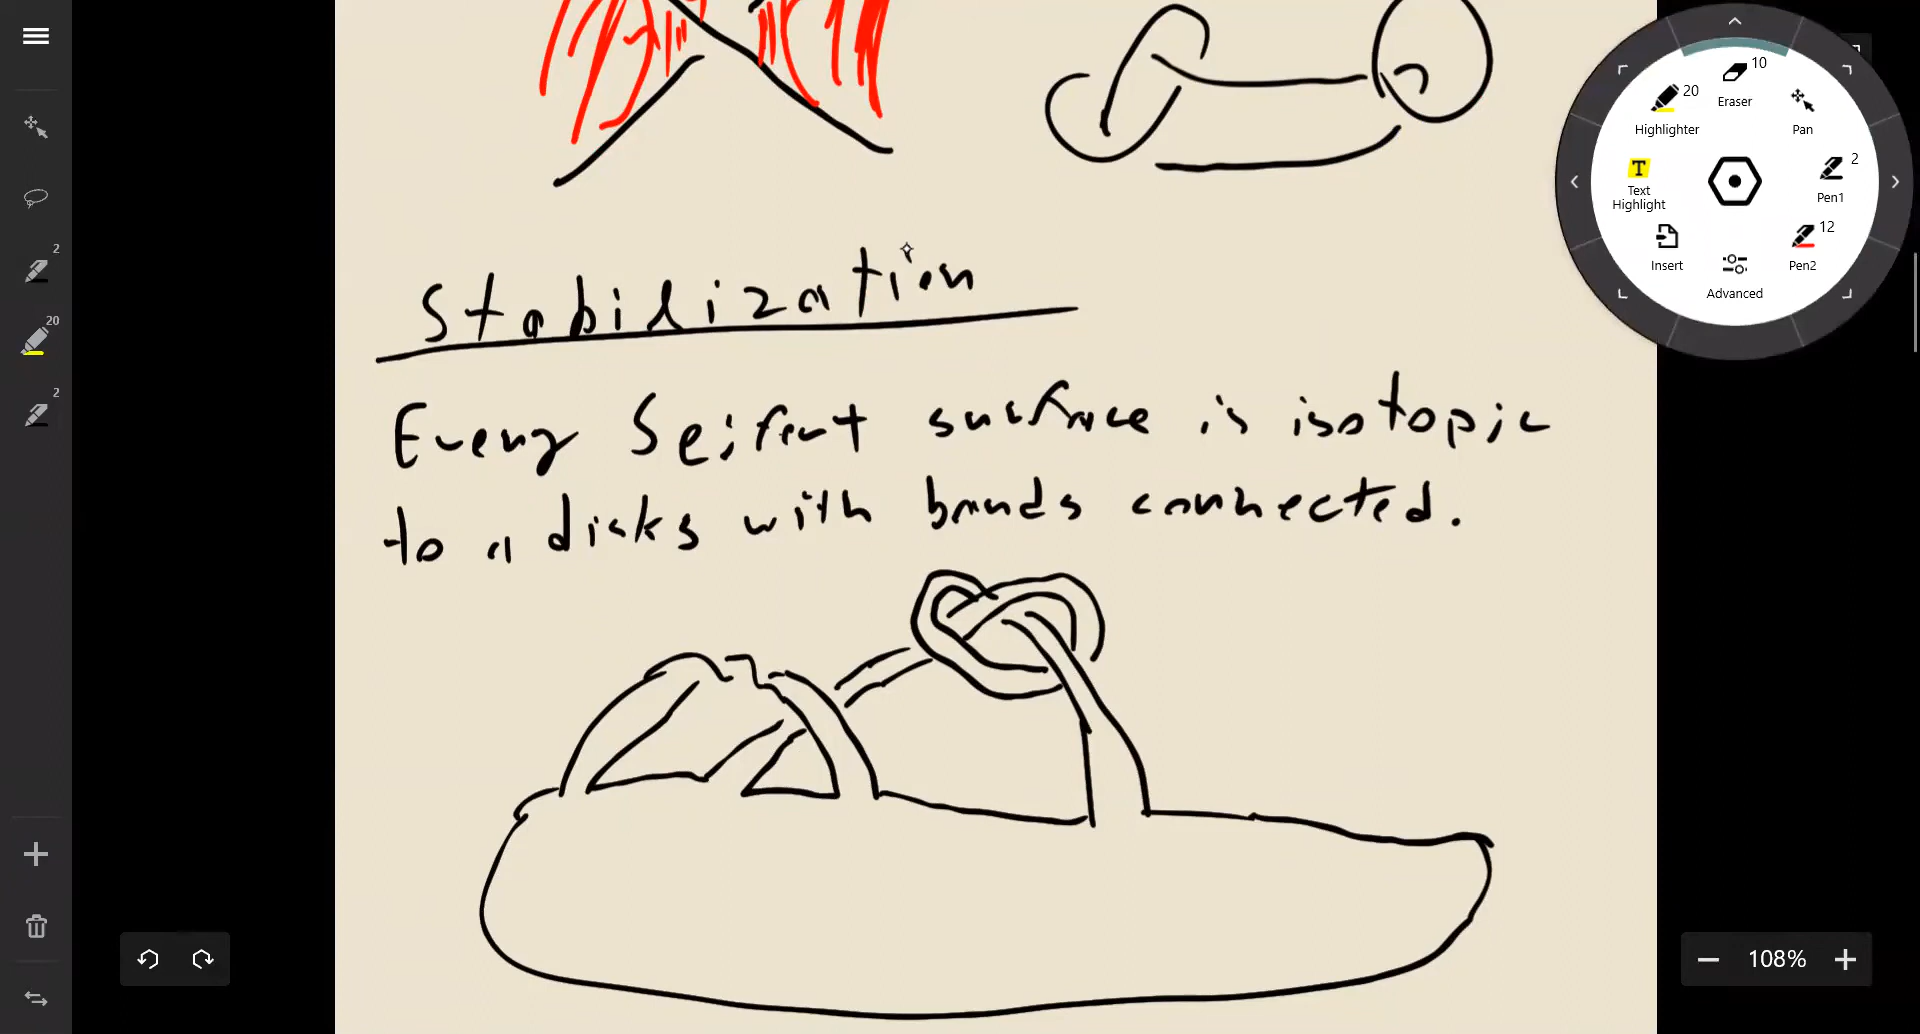 10
Eraser
20
Highlighter
Pan
2
Pen1
T
Text
Highlight
12
Pen2
Insert
Advanced
2
20
2
Stabilization
Every Seifert surface is isotopic
to a disks with bands connected.
108%